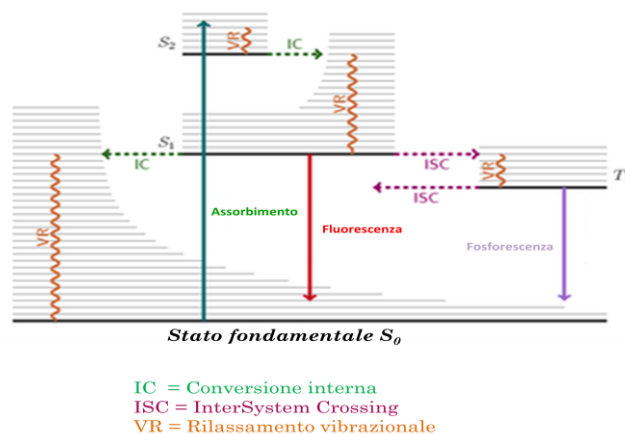 S₂
VR
IC
VR
S₁
IC
ISC
VR
T
ISC
VR
Assorbimento
Fluorescenza
Fosforescenza
Stato fondamentale S₀
IC = Conversione interna
ISC = InterSystem Crossing
VR = Rilassamento vibrazionale